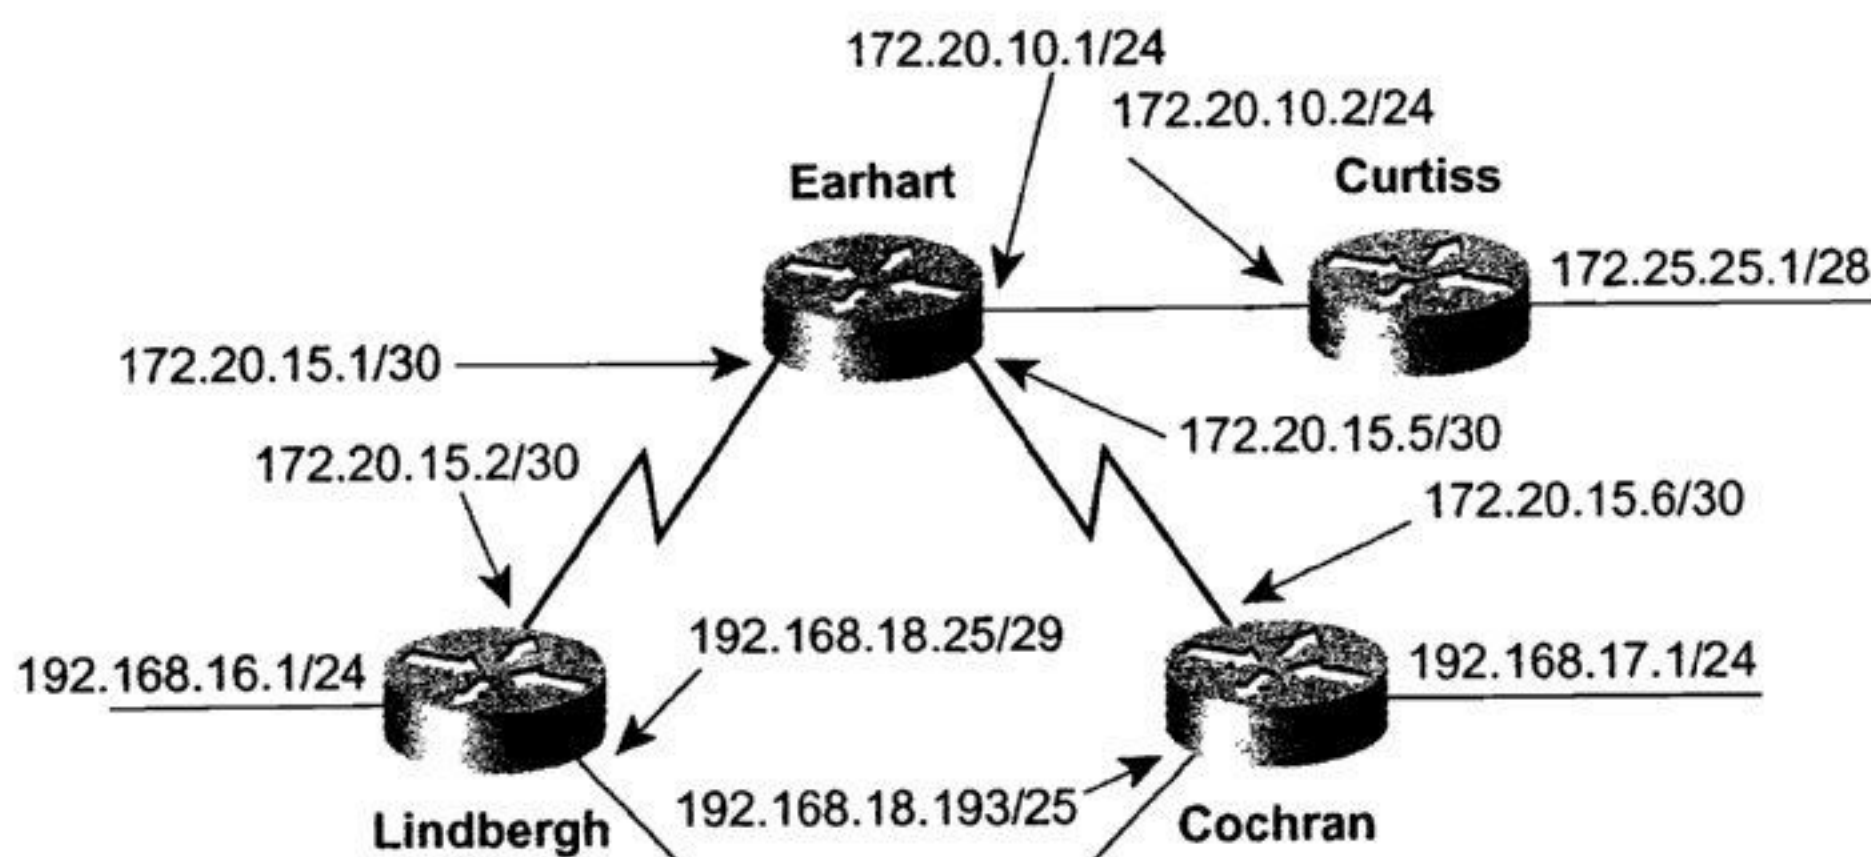 172.20.10.1/24
172.20.10.2/24
Earhart
Curtiss
172.25.25.1/28
172.20.15.1/30
172.20.15.5/30
172.20.15.2/30
172.20.15.6/30
192.168.18.25/29
192.168.16.1/24
192.168.17.1/24
192.168.18.193/25
Lindbergh
Cochran